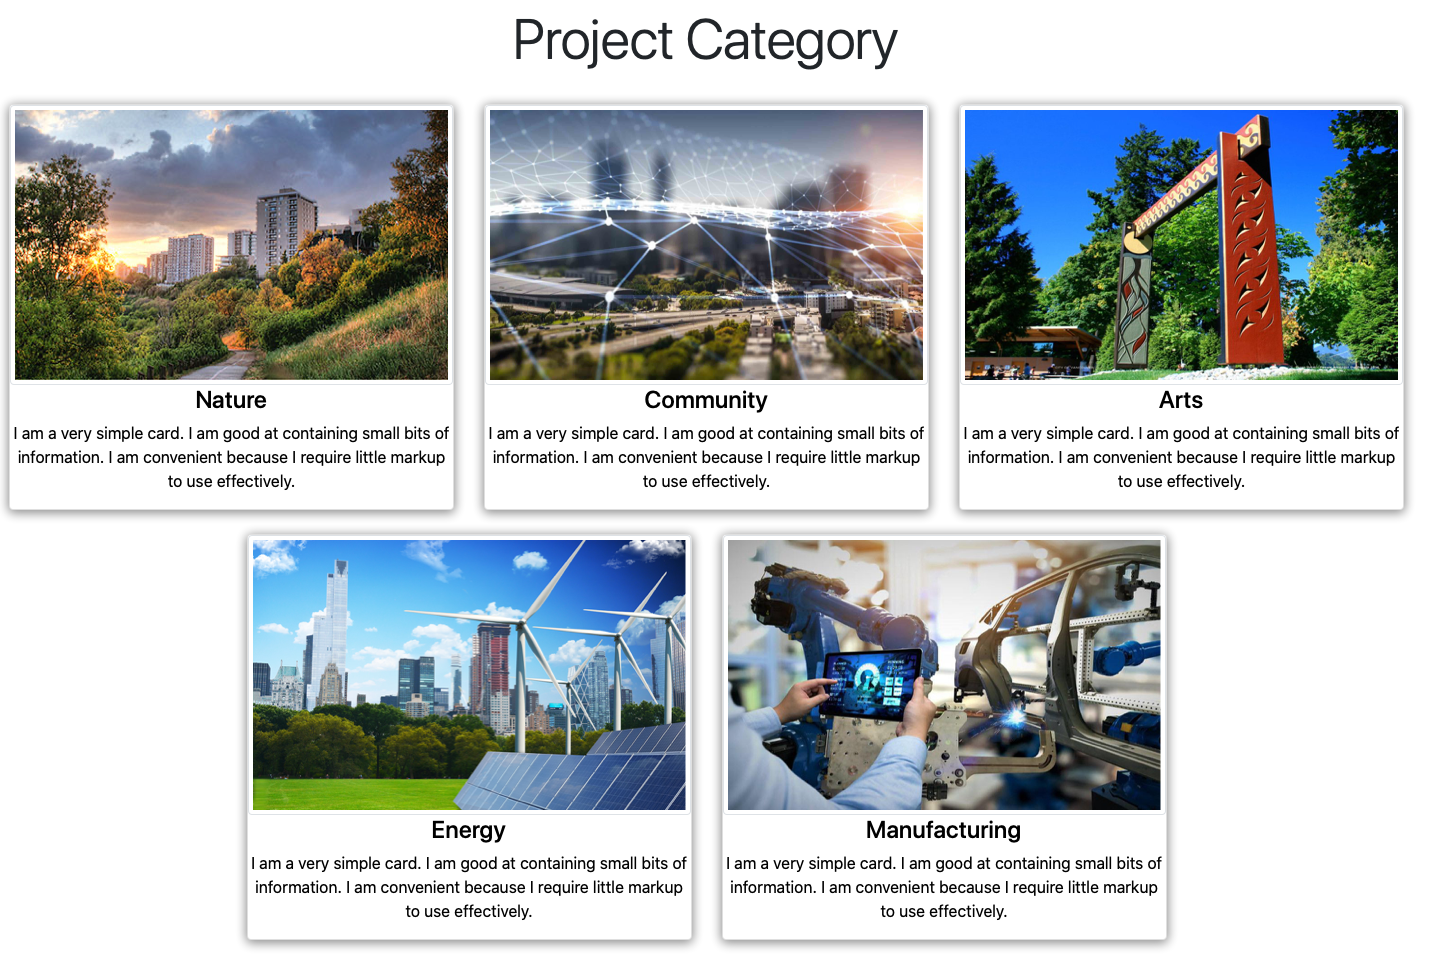 Project Category
Nature
I am a very simple card. I am good at containing small bits of
information. I am convenient because I require little markup
to use effectively.
Community
I am a very simple card. I am good at containing small bits of
information. I am convenient because I require little markup
to use effectively.
Arts
I am a very simple card. I am good at containing small bits of
information. I am convenient because I require little markup
to use effectively.
Energy
I am a very simple card. I am good at containing small bits of
information. I am convenient because I require little markup
to use effectively.
Manufacturing
I am a very simple card. I am good at containing small bits of
information. I am convenient because I require little markup
to use effectively.